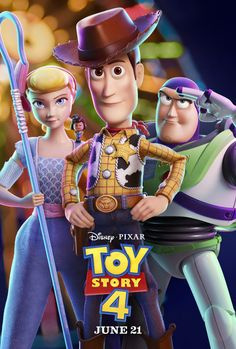 Disney · PIXAR
TOY
STORY
4
JUNE 21